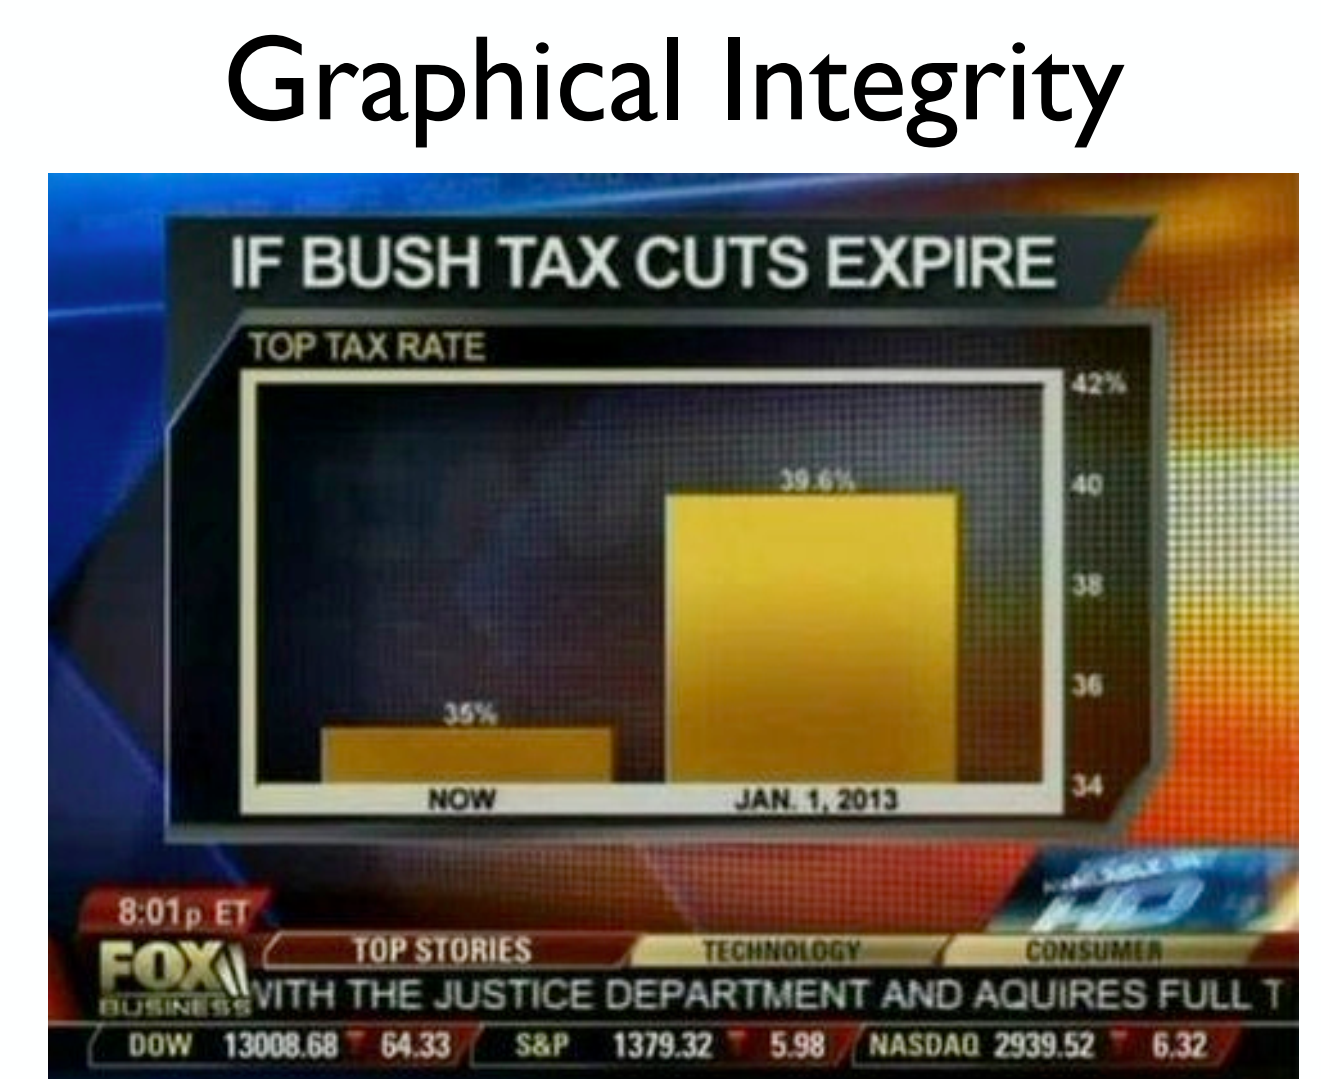 Graphical Integrity
IF BUSH TAX CUTS EXPIRE
TOP TAX RATE
42%
39.6%
40
38
36
35%
34
NOW
JAN. 1, 2013
8:01p ET
TOP STORIES
TECHNOLOGY
CONSUMER
FOX
BUSINESS
WITH THE JUSTICE DEPARTMENT AND AQUIRES FULL T
DOW 13008.68 64.33 S&P 1379.32 5.98 NASDAQ 2939.52 6.32